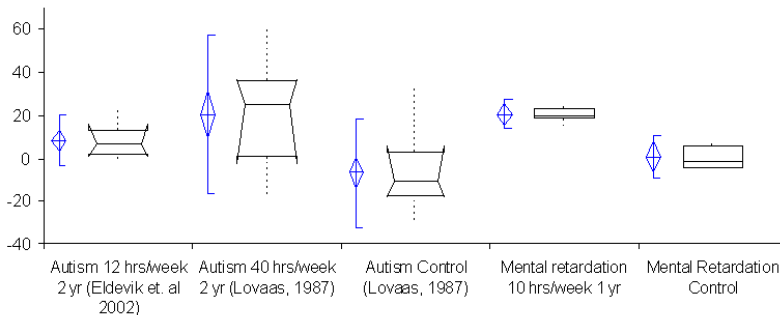 60
40
20
0
-20
-40
Autism 12 hrs/week
2 yr (Eldevik et. al
2002)
Autism 40 hrs/week
2 yr (Lovaas, 1987)
Autism Control
(Lovaas, 1987)
Mental retardation
10 hrs/week 1 yr
Mental Retardation
Control